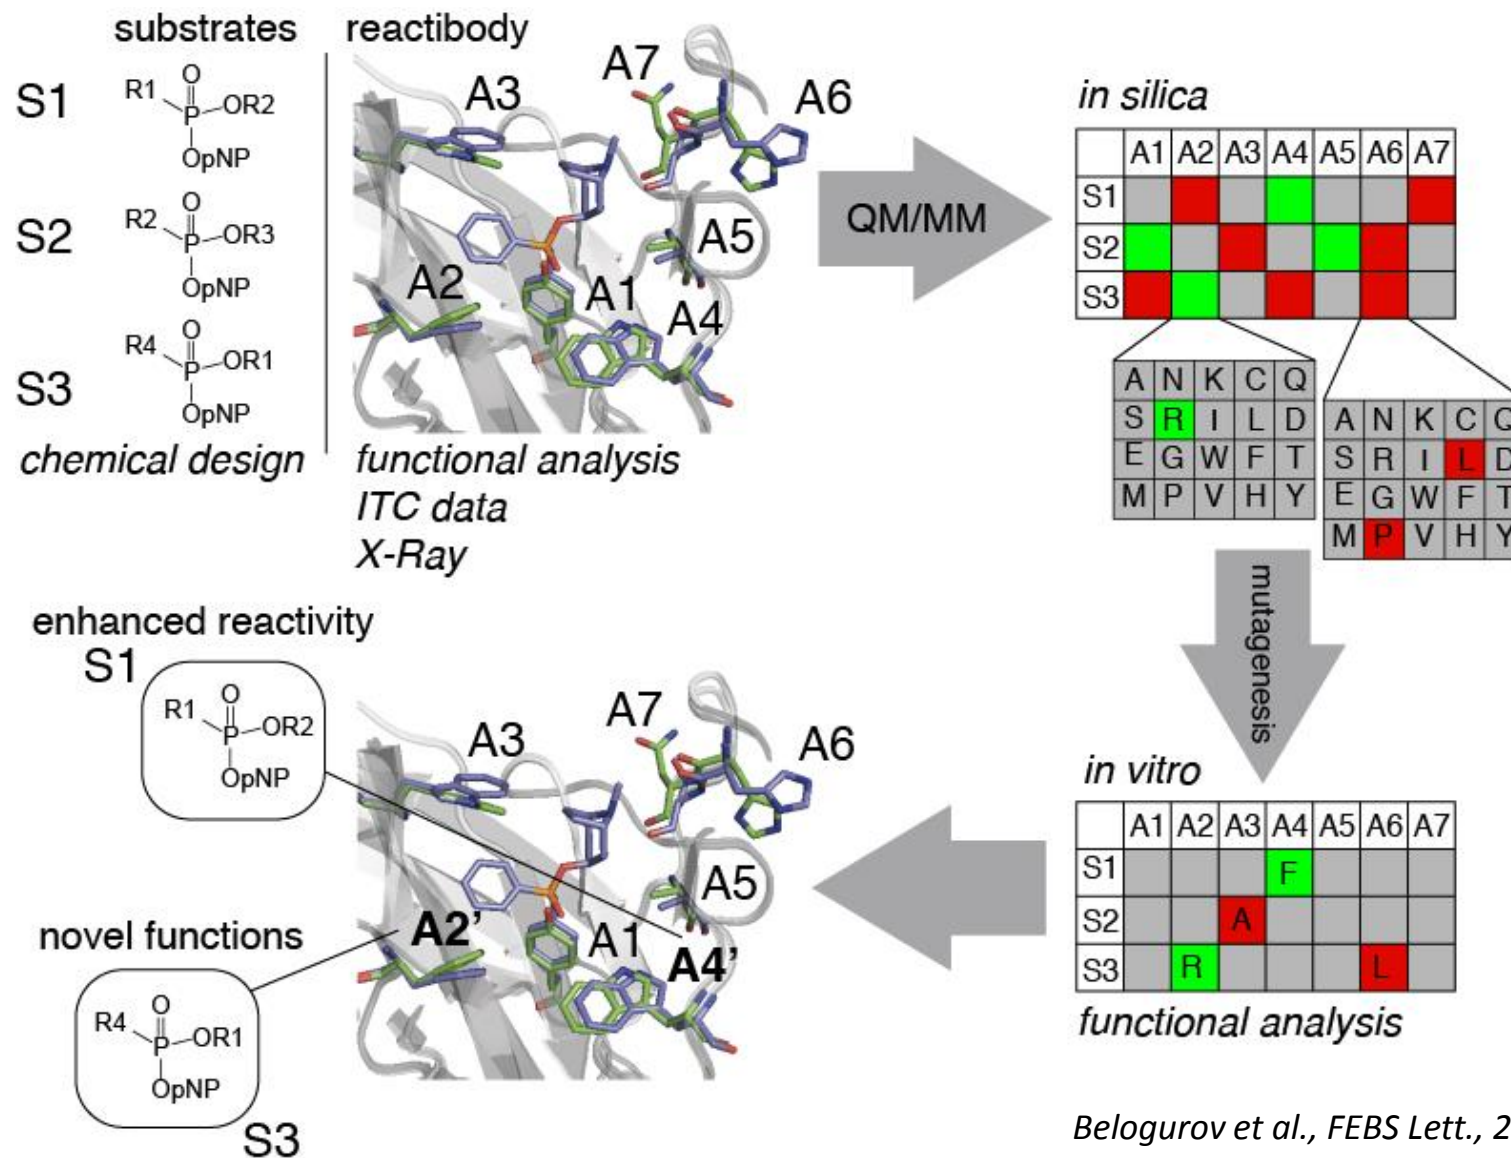 substrates
S1
R1
O
P
OR2
OpNP
S2
R2
O
P
OR3
OpNP
S3
R4
O
P
OR1
OpNP
chemical design
reactibody
A7
A3
A6
A5
A2
A1
A4
functional analysis
ITC data
X-Ray
QM/MM
in silica
A1 A2 A3 A4 A5 A6 A7
S1
S2
S3
A N K C Q
S R I L D
E G W F T
M P V H Y
A N K C Q
S R I L D
E G W F T
M P V H Y
mutagenesis
in vitro
A1 A2 A3 A4 A5 A6 A7
S1 F
S2 A
S3 R L
functional analysis
enhanced reactivity
S1
R1
O
P
OR2
OpNP
novel functions
R4
O
P
OR1
OpNP
S3
A7
A3
A6
A5
A2’
A1
A4’
Belogurov et al., FEBS Lett., 2